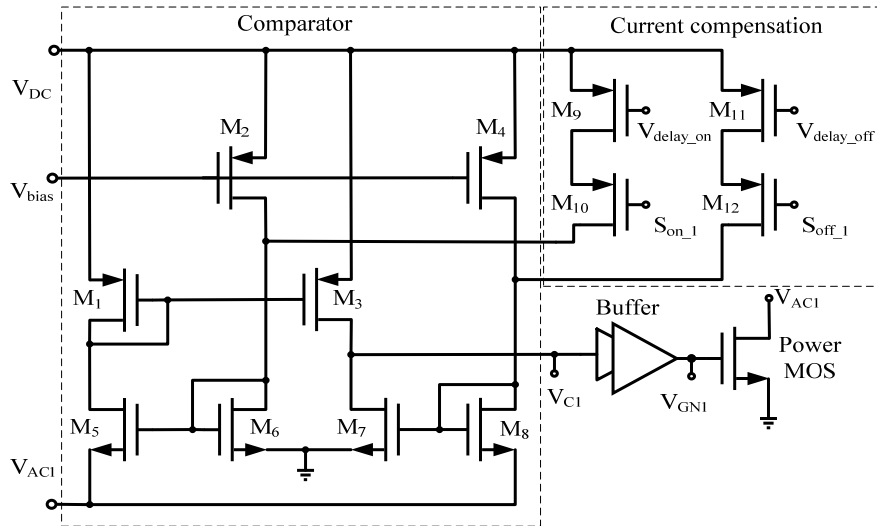 Comparator
Current compensation
V_DC
M_2
M_4
M_9
M_11
V_delay_on
V_delay_off
V_bias
M_10
M_12
S_on_1
S_off_1
M_1
M_3
Buffer
V_AC1
Power
MOS
V_C1
V_GN1
M_5
M_6
M_7
M_8
V_AC1